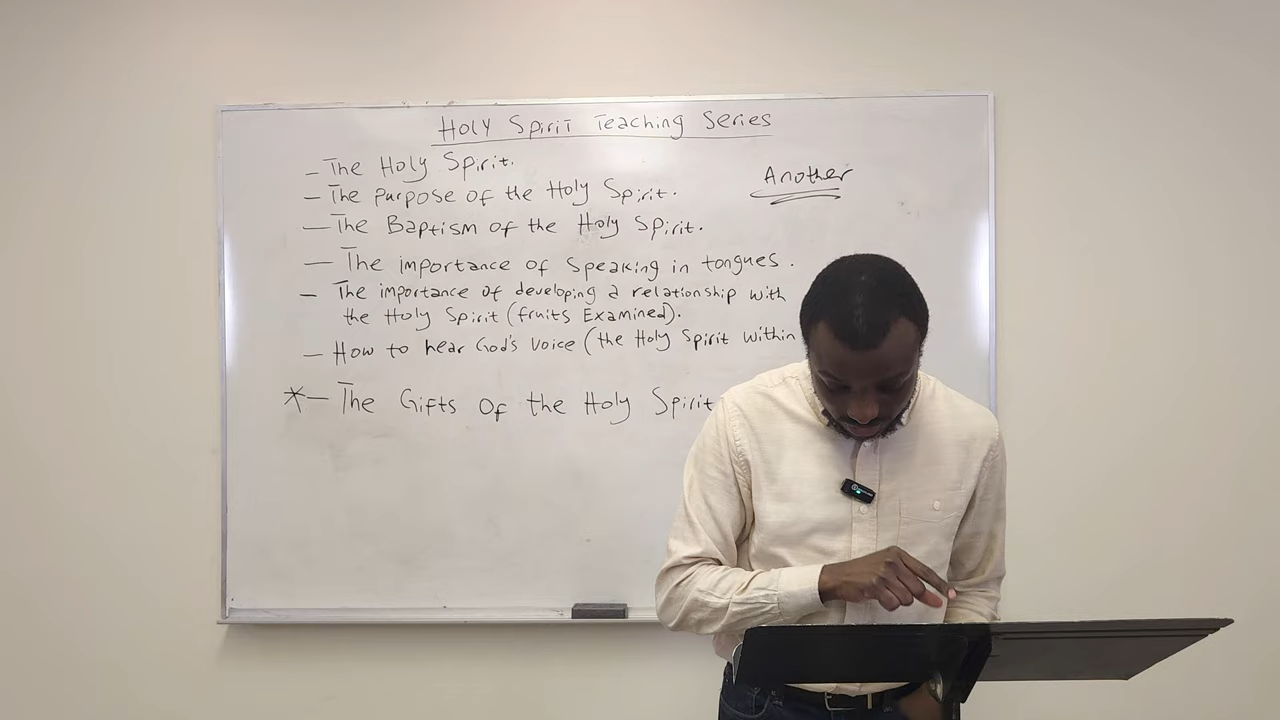 Holy Spirit Teaching Series
– The Holy Spirit.
Another
– The purpose of the Holy Spirit.
– The Baptism of the Holy Spirit.
– The importance of speaking in tongues.
– The importance of developing a relationship with
the Holy Spirit (fruits Examined).
– How to hear God's Voice (the Holy Spirit within
*– The Gifts Of the Holy Spirit